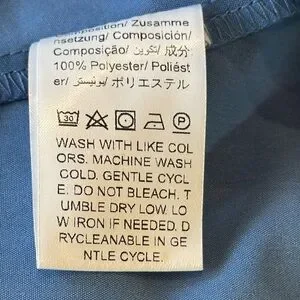 mposition/ Zusamme
nsetzung/ Composición/
Composição/ تكوين/ 成分:
100% Polyester/ Poliést
er/ بوليستر/ ポリエステル
30 P
WASH WITH LIKE COL
ORS. MACHINE WASH
COLD. GENTLE CYCL
E. DO NOT BLEACH. T
UMBLE DRY LOW. LO
W IRON IF NEEDED. D
RYCLEANABLE IN GE
NTLE CYCLE.